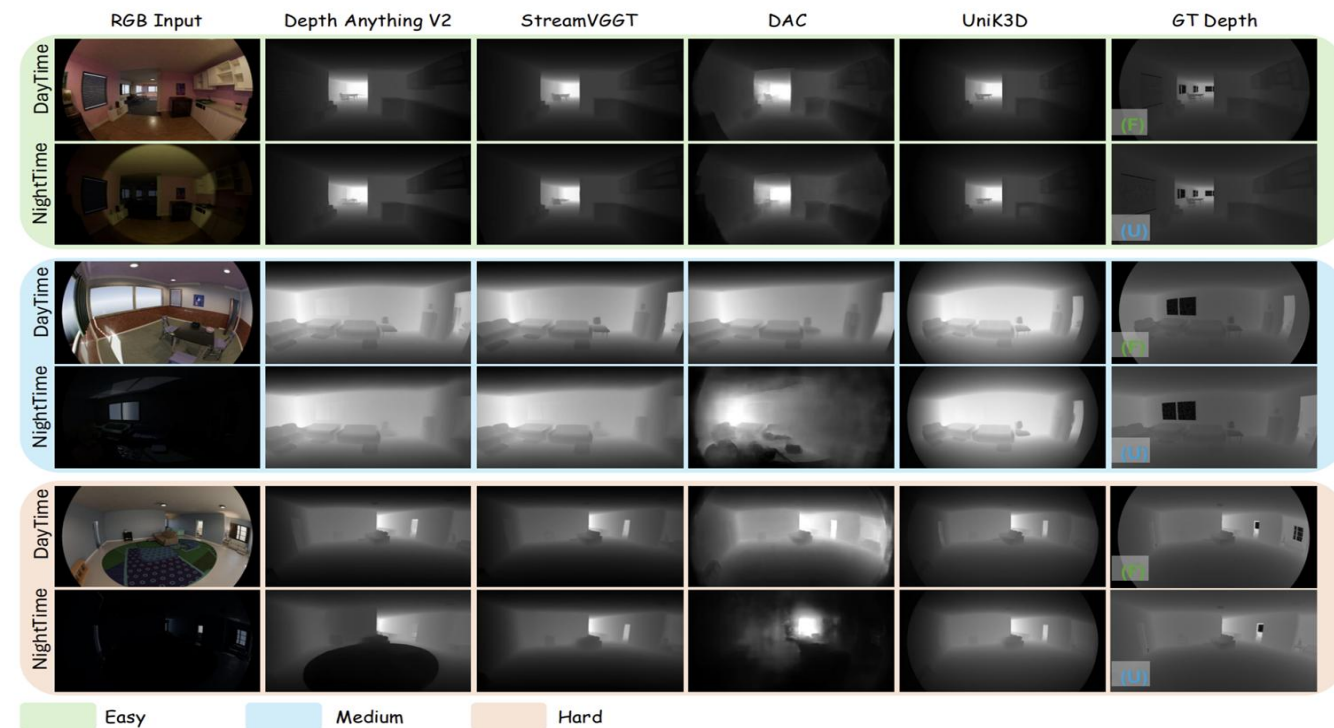 RGB Input Depth Anything V2 StreamVGGT DAC UniK3D GT Depth
DayTime
(F)
NightTime
(U)
DayTime
(F)
NightTime
(U)
DayTime
(F)
NightTime
(U)
Easy Medium Hard